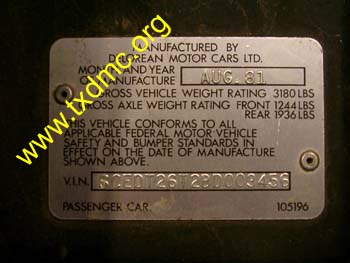 MANUFACTURED BY
DELOREAN MOTOR CARS LTD.
MONTH AND YEAR
MANUFACTURE AUG. 81
GROSS VEHICLE WEIGHT RATING 3180 LBS
GROSS AXLE WEIGHT RATING FRONT 1244 LBS
REAR 1936 LBS
THIS VEHICLE CONFORMS TO ALL
APPLICABLE FEDERAL MOTOR VEHICLE
SAFETY AND BUMPER STANDARDS IN
EFFECT ON THE DATE OF MANUFACTURE
SHOWN ABOVE.
V.I.N.
PASSENGER CAR. 105196
www.txdmc.org